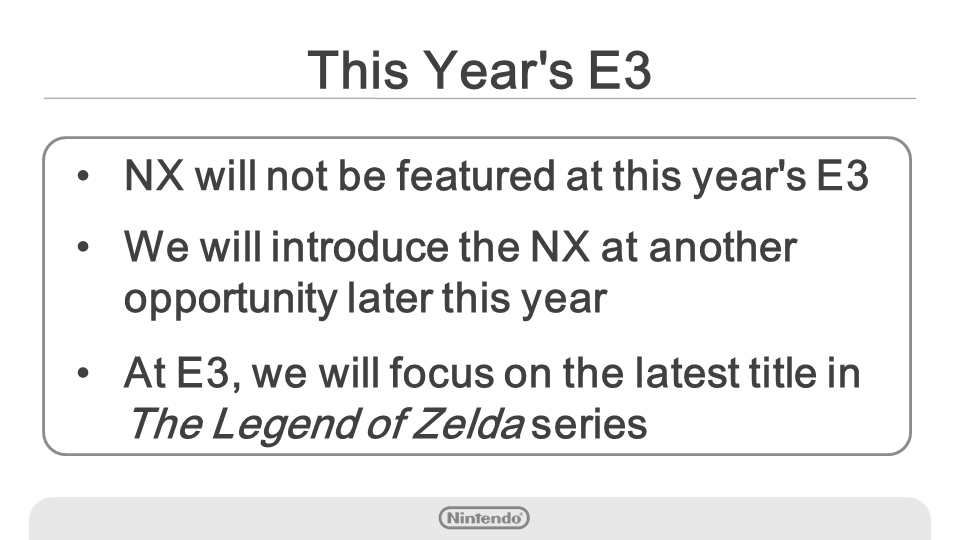 This Year's E3
• NX will not be featured at this year's E3
• We will introduce the NX at another
opportunity later this year
• At E3, we will focus on the latest title in
The Legend of Zelda series
Nintendo®